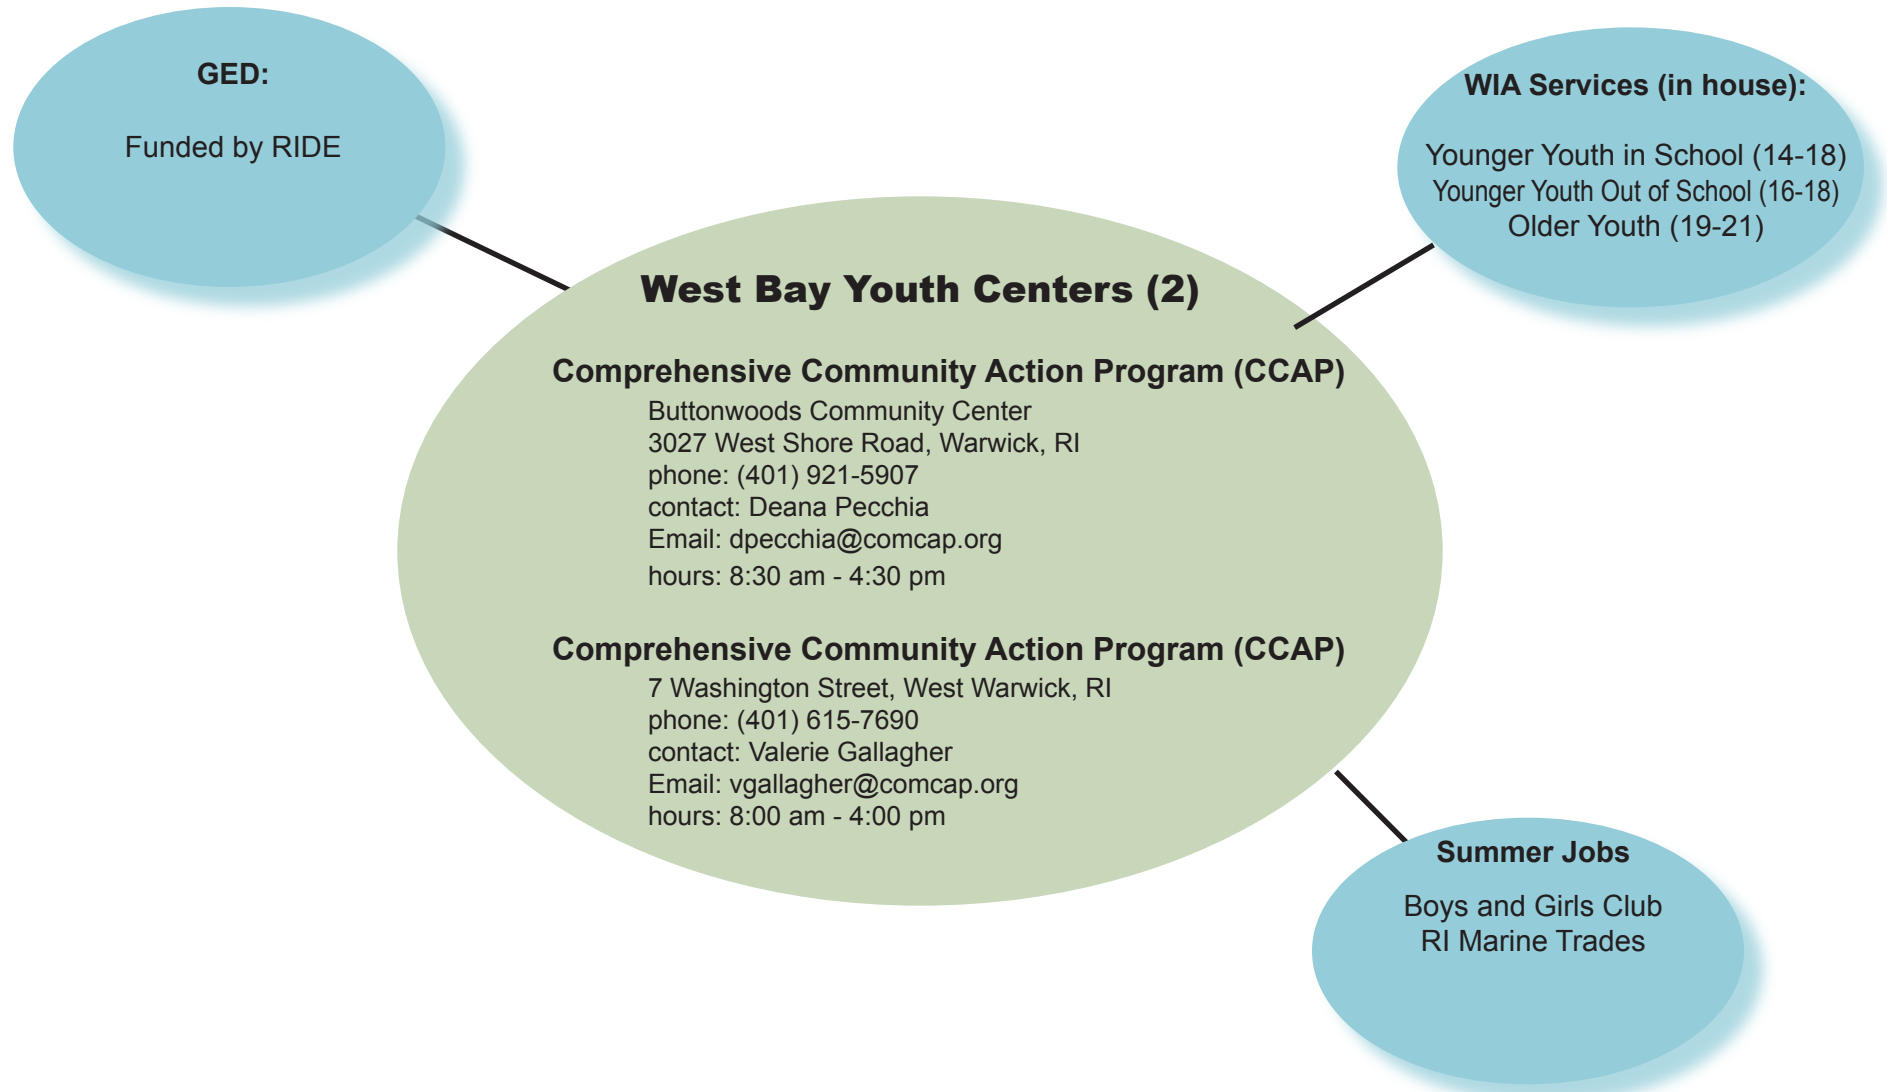 GED:
Funded by RIDE
WIA Services (in house):
Younger Youth in School (14-18)
Younger Youth Out of School (16-18)
Older Youth (19-21)
West Bay Youth Centers (2)
Comprehensive Community Action Program (CCAP)
Buttonwoods Community Center
3027 West Shore Road, Warwick, RI
phone: (401) 921-5907
contact: Deana Pecchia
Email: dpecchia@comcap.org
hours: 8:30 am - 4:30 pm
Comprehensive Community Action Program (CCAP)
7 Washington Street, West Warwick, RI
phone: (401) 615-7690
contact: Valerie Gallagher
Email: vgallagher@comcap.org
hours: 8:00 am - 4:00 pm
Summer Jobs
Boys and Girls Club
RI Marine Trades